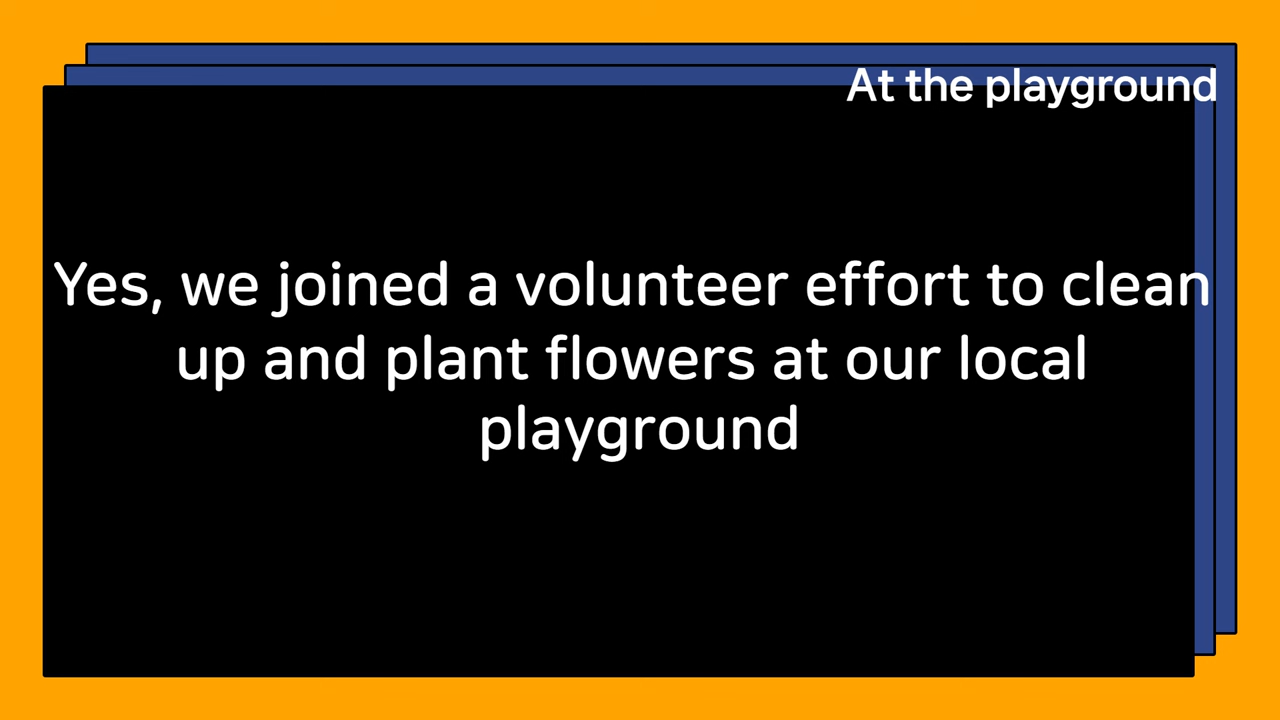 At the playground
Yes, we joined a volunteer effort to clean
up and plant flowers at our local
playground